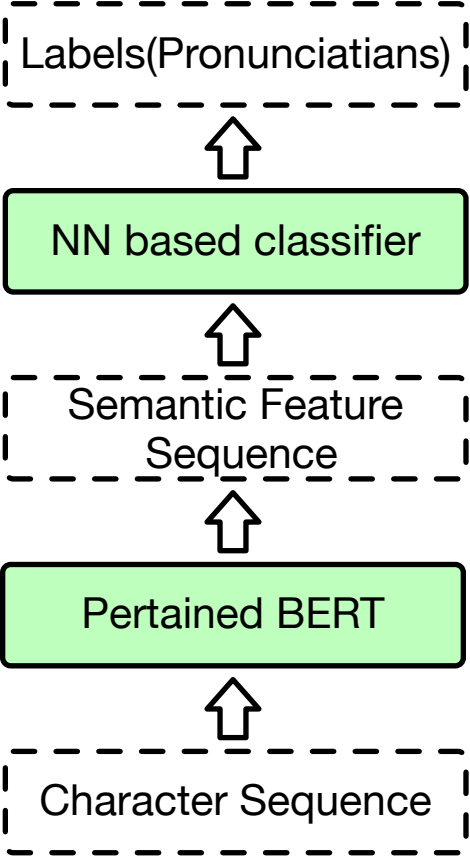 Labels(Pronunciatians)
NN based classifier
Semantic Feature
Sequence
Pertained BERT
Character Sequence